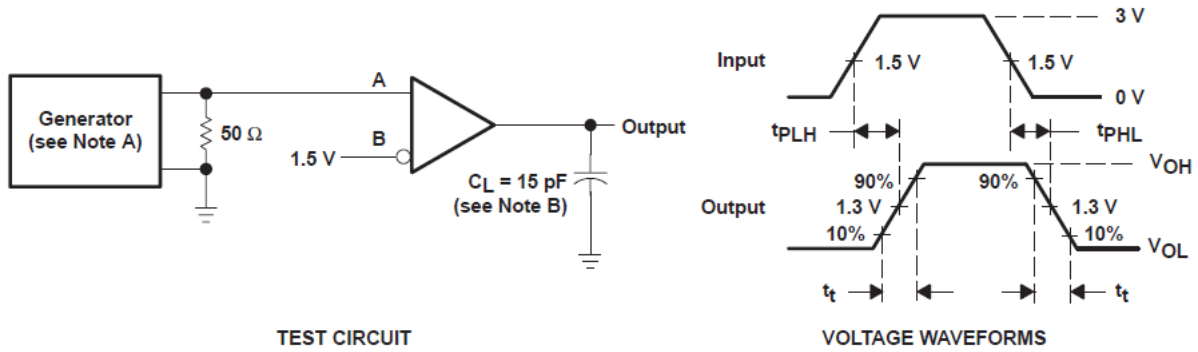 Generator
(see Note A)
50 Ω
A
B
1.5 V
Output
CL = 15 pF
(see Note B)
TEST CIRCUIT
Input
1.5 V
1.5 V
3 V
0 V
tPLH
tPHL
Output
90%
90%
1.3 V
1.3 V
10%
10%
VOH
VOL
tt
tt
VOLTAGE WAVEFORMS